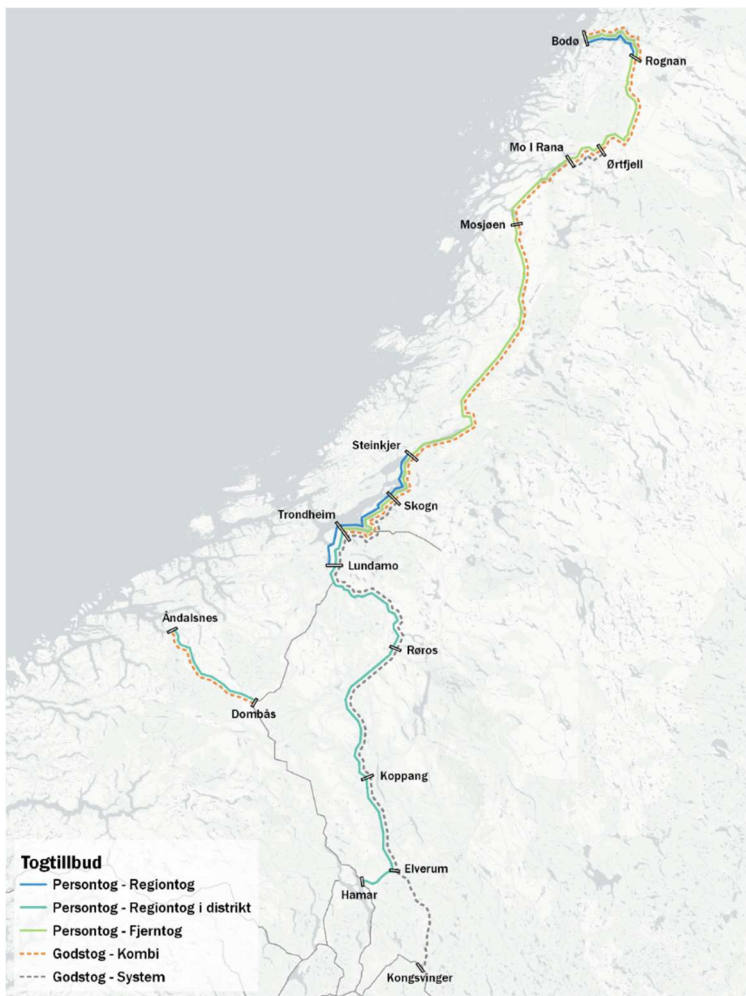 Bodø
Rognan
Mo I Rana
Ørtfjell
Mosjøen
Steinkjer
Skogn
Trondheim
Lundamo
Åndalsnes
Røros
Dombås
Koppang
Elverum
Hamar
Kongsvinger
Togtillbud
Persontog - Regiontog
Persontog - Regiontog i distrikt
Persontog - Fjerntog
Godstog - Kombi
Godstog - System